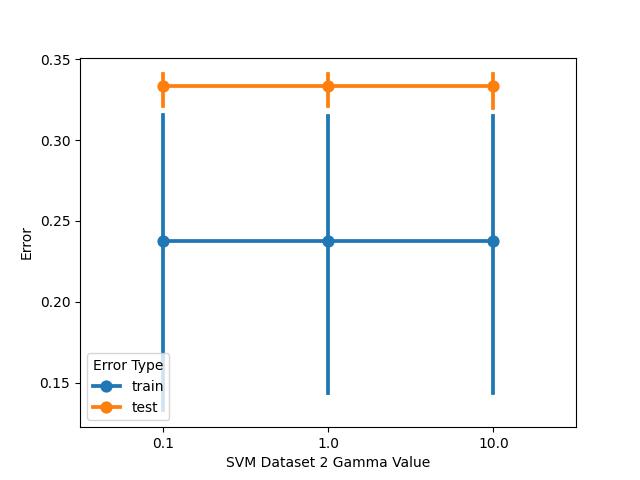 0.35
0.30
0.25
0.20
0.15
Error
Error Type
train
test
0.1 1.0 10.0
SVM Dataset 2 Gamma Value